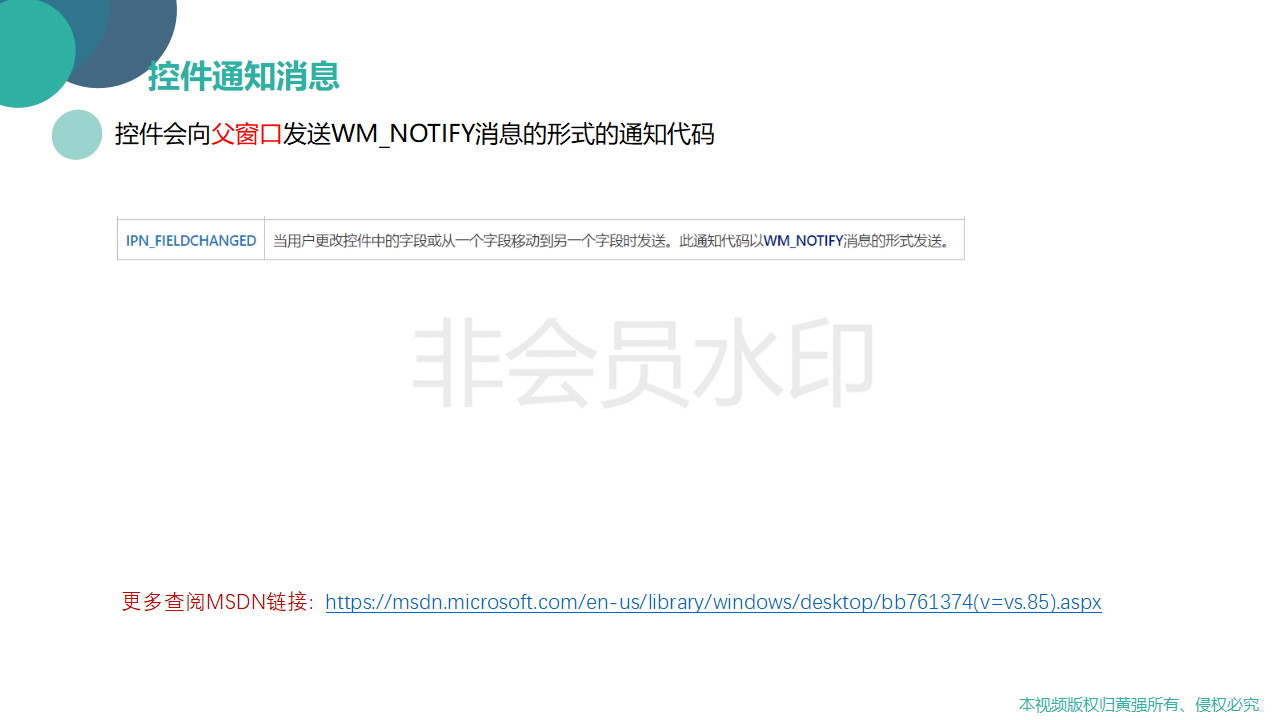 控件通知消息
控件会向父窗口发送WM_NOTIFY消息的形式的通知代码
IPN_FIELDCHANGED 当用户更改控件中的字段或从一个字段移动到另一个字段时发送。此通知代码以WM_NOTIFY消息的形式发送。
非会员水印
更多查阅MSDN链接：https://msdn.microsoft.com/en-us/library/windows/desktop/bb761374(v=vs.85).aspx
本视频版权归黄强所有、侵权必究